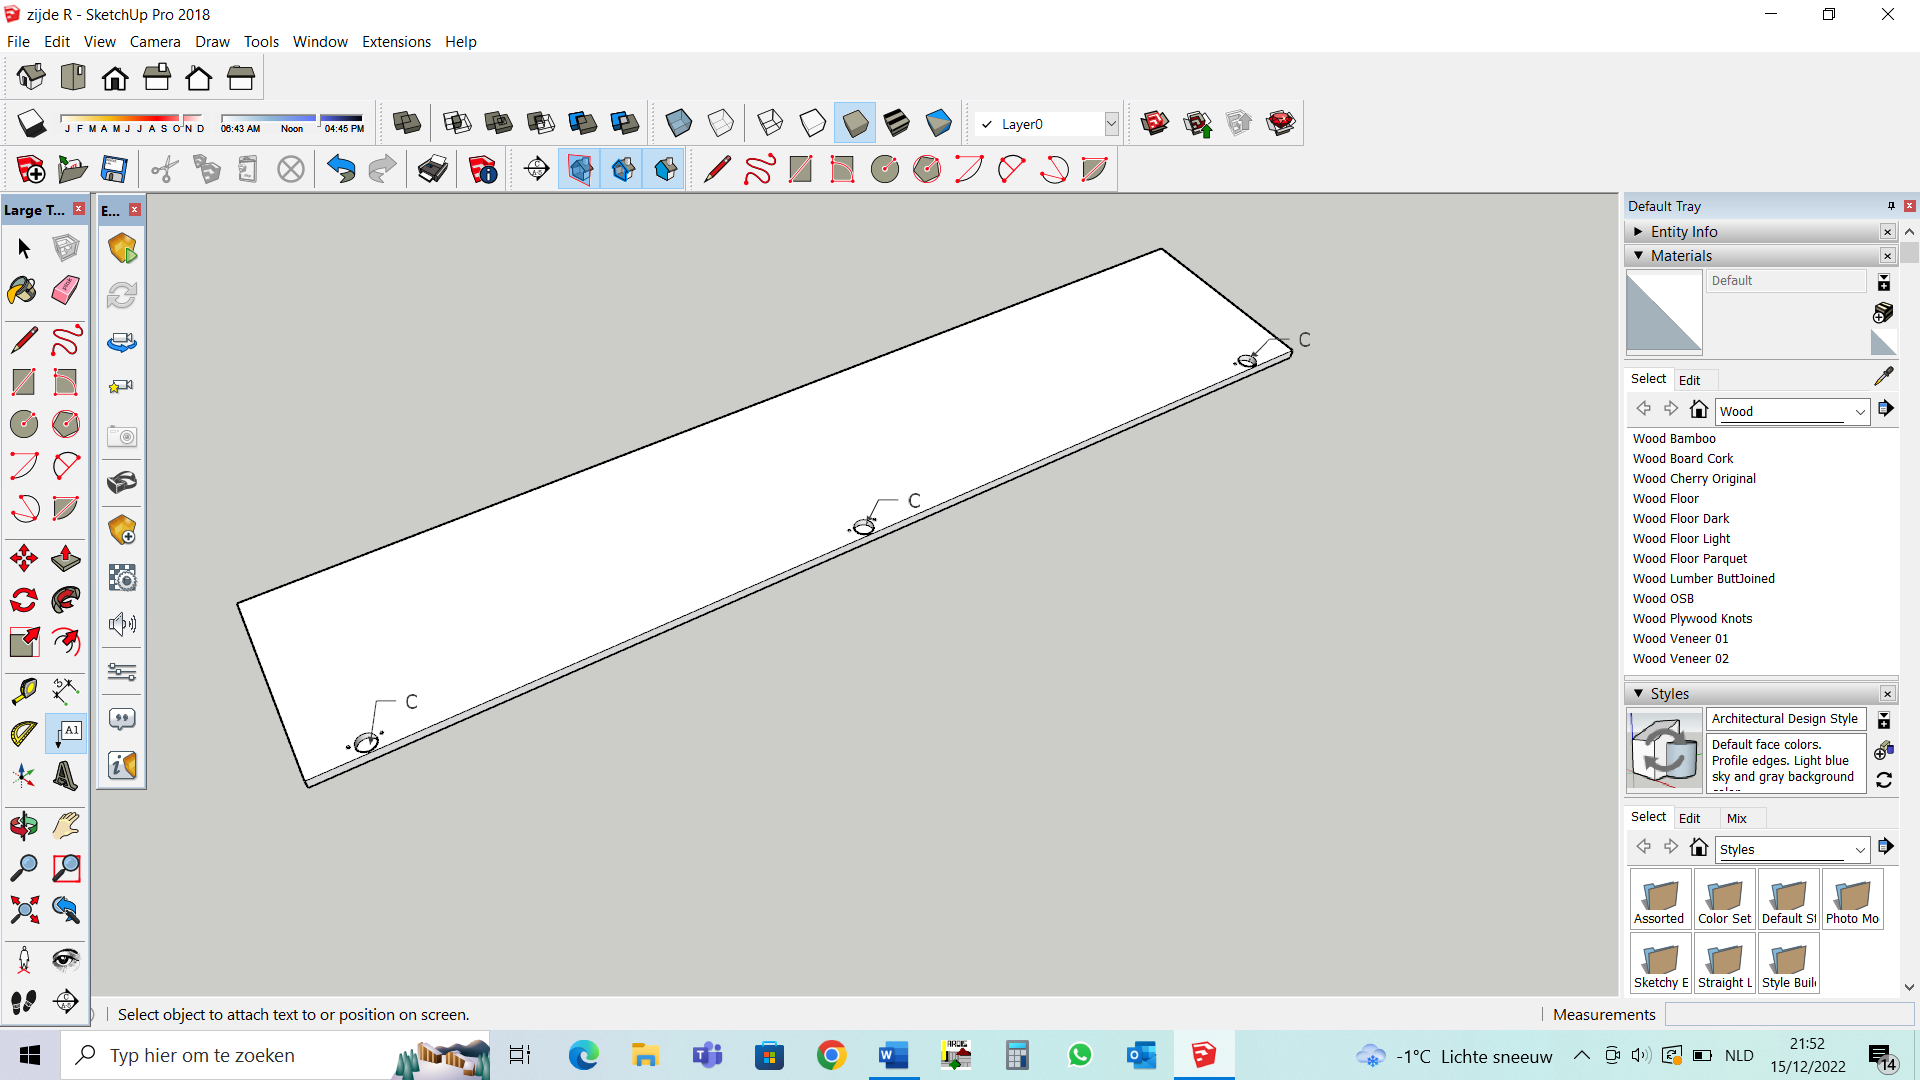 zijde R - SketchUp Pro 2018
File Edit View Camera Draw Tools Window Extensions Help
J F M A M J J A S O N D
06:43 AM Noon 04:45 PM
Layer0
Large T...
E...
A1
C
C
C
Default Tray
Entity Info
Materials
Default
Select Edit
Wood
Wood Bamboo
Wood Board Cork
Wood Cherry Original
Wood Floor
Wood Floor Dark
Wood Floor Light
Wood Floor Parquet
Wood Lumber ButtJoined
Wood OSB
Wood Plywood Knots
Wood Veneer 01
Wood Veneer 02
Styles
Architectural Design Style
Default face colors.
Profile edges. Light blue
sky and gray background
Select Edit Mix
Styles
Assorted Color Set Default St Photo Mo
Sketchy E Straight L Style Buil
Select object to attach text to or position on screen.
Measurements
Typ hier om te zoeken
-1°C Lichte sneeuw
NLD
21:52
15/12/2022
14